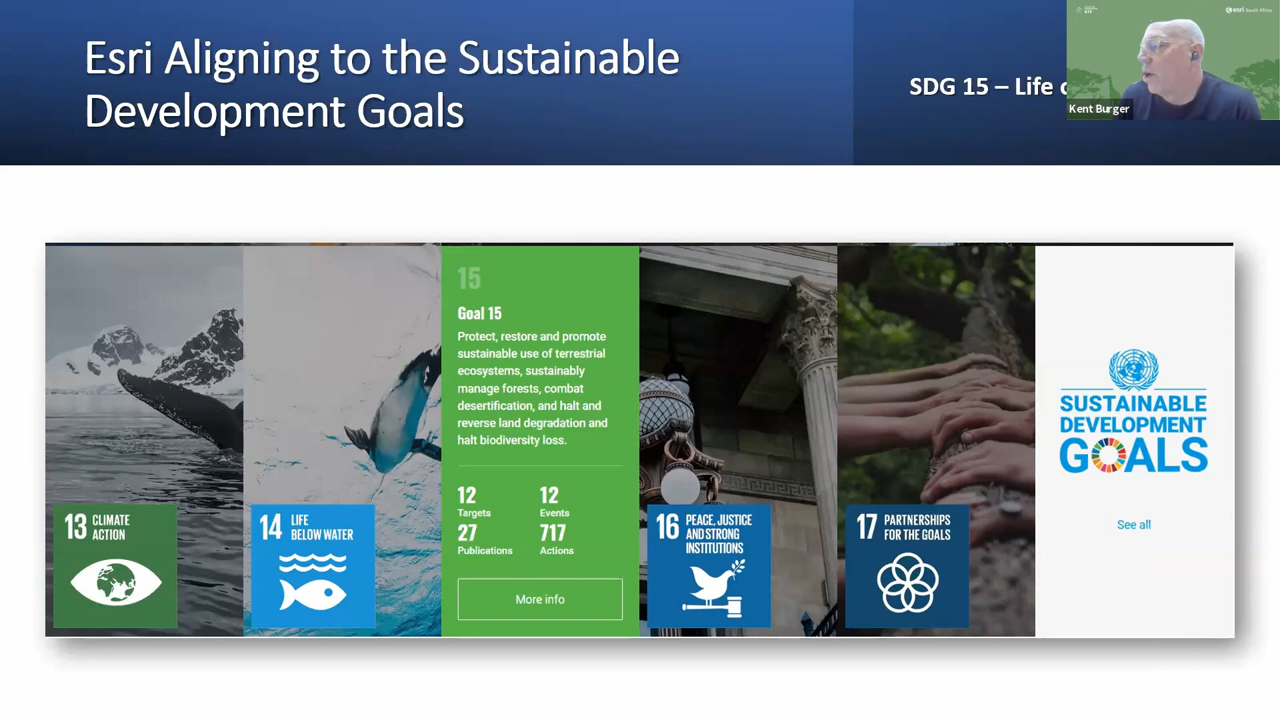 Esri Aligning to the Sustainable
Development Goals
SDG 15 – Life
esri South Africa
Kent Burger
15
Goal 15
Protect, restore and promote
sustainable use of terrestrial
ecosystems, sustainably
manage forests, combat
desertification, and halt and
reverse land degradation and
halt biodiversity loss.
12
Targets
12
Events
27
Publications
717
Actions
More info
13 CLIMATE
ACTION
14 LIFE
BELOW WATER
16 PEACE, JUSTICE
AND STRONG
INSTITUTIONS
17 PARTNERSHIPS
FOR THE GOALS
SUSTAINABLE
DEVELOPMENT
GOALS
See all